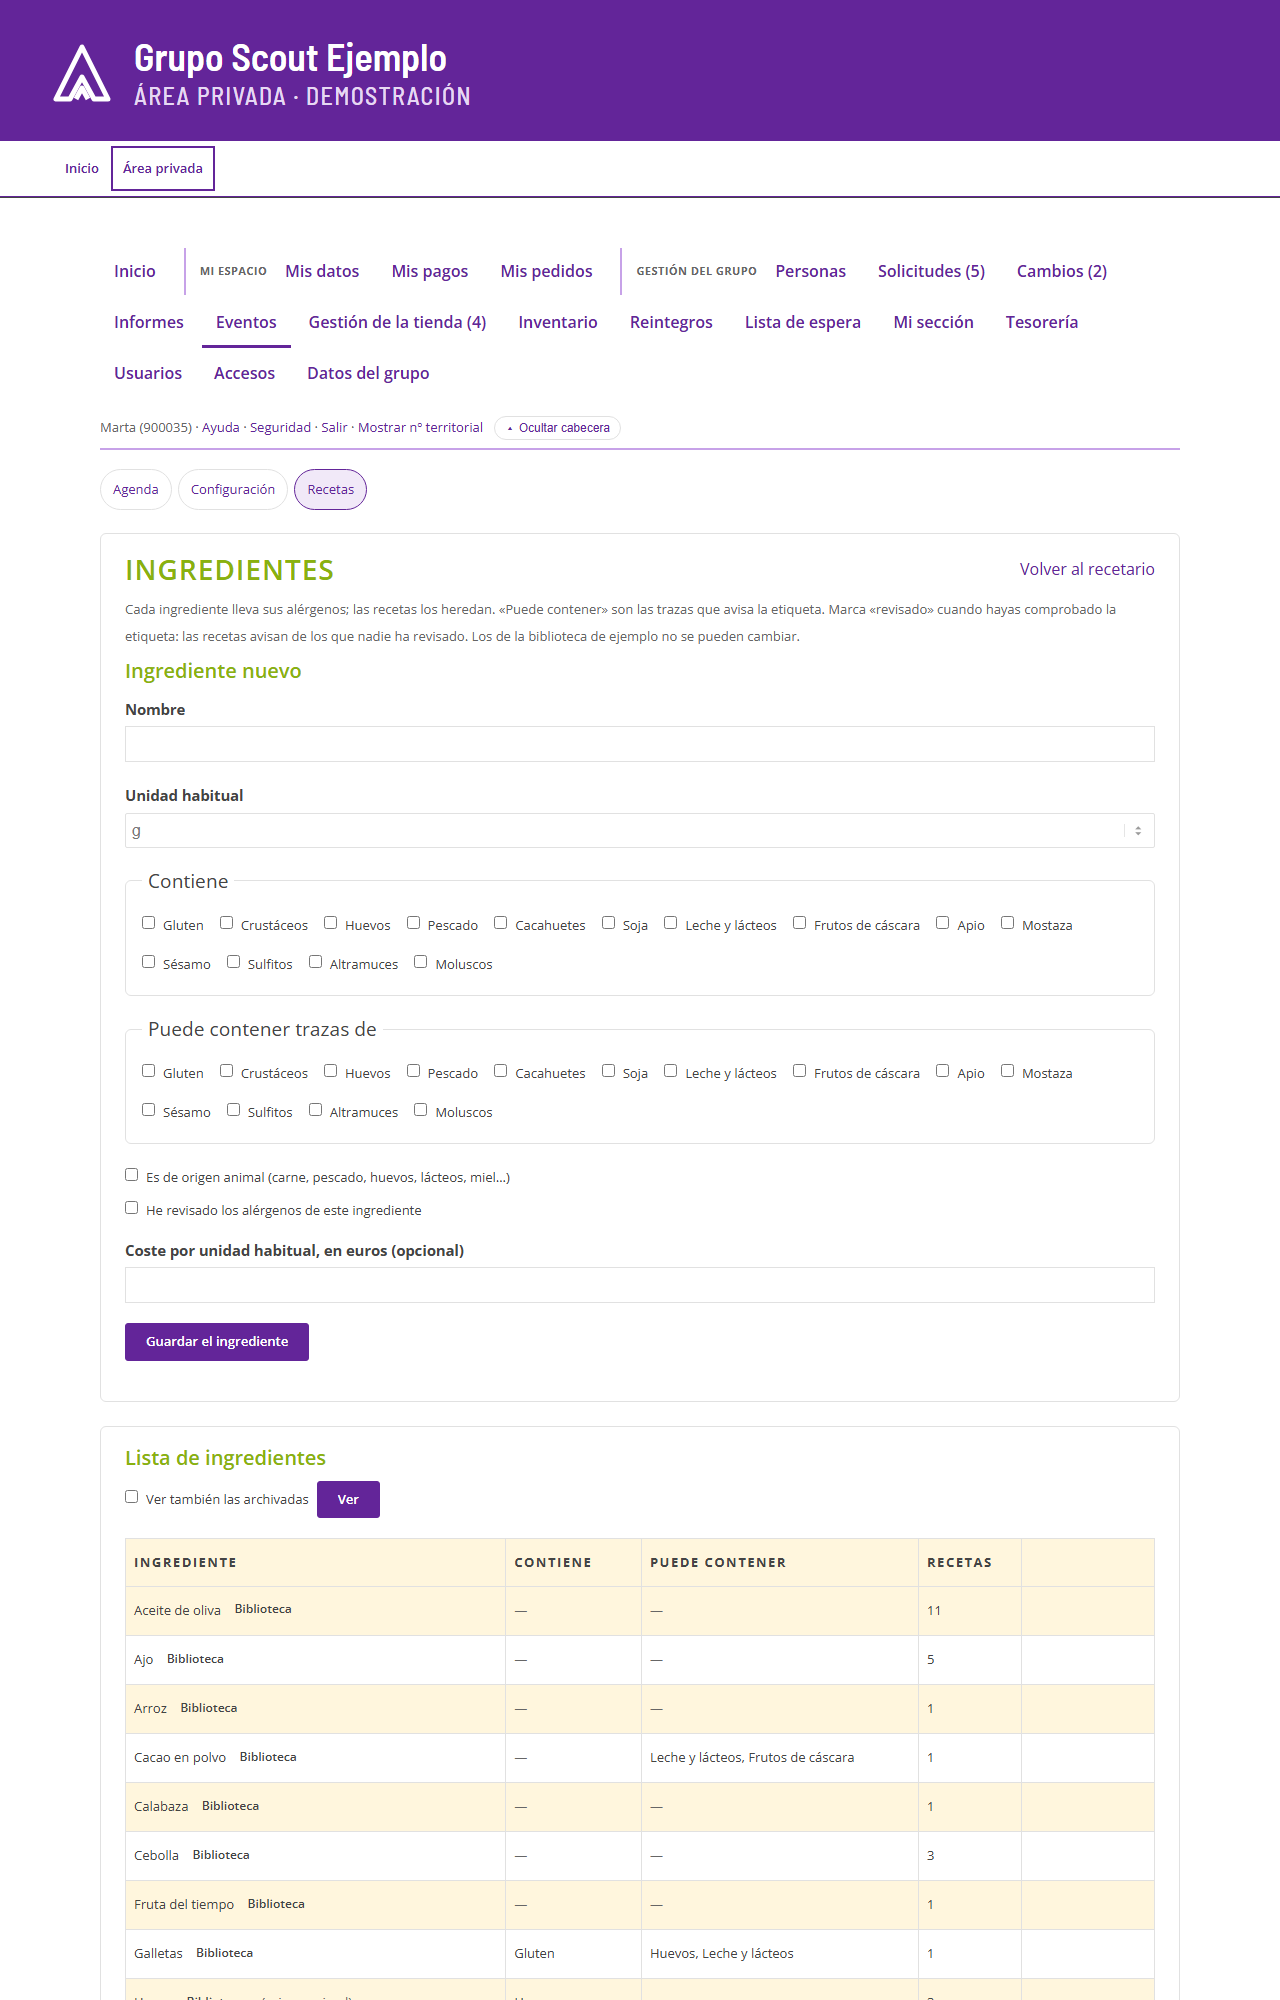 Grupo Scout Ejemplo
ÁREA PRIVADA · DEMOSTRACIÓN
Inicio Área privada
Inicio MI ESPACIO Mis datos Mis pagos Mis pedidos GESTIÓN DEL GRUPO Personas Solicitudes (5) Cambios (2)
Informes Eventos Gestión de la tienda (4) Inventario Reintegros Lista de espera Mi sección Tesorería
Usuarios Accesos Datos del grupo
Marta (900035) · Ayuda · Seguridad · Salir · Mostrar nº territorial ▲ Ocultar cabecera
Agenda Configuración Recetas
INGREDIENTES Volver al recetario
Cada ingrediente lleva sus alérgenos; las recetas los heredan. «Puede contener» son las trazas que avisa la etiqueta. Marca «revisado» cuando hayas comprobado la
etiqueta: las recetas avisan de los que nadie ha revisado. Los de la biblioteca de ejemplo no se pueden cambiar.
Ingrediente nuevo
Nombre
Unidad habitual
g
Contiene
Gluten Crustáceos Huevos Pescado Cacahuetes Soja Leche y lácteos Frutos de cáscara Apio Mostaza
Sésamo Sulfitos Altramuces Moluscos
Puede contener trazas de
Gluten Crustáceos Huevos Pescado Cacahuetes Soja Leche y lácteos Frutos de cáscara Apio Mostaza
Sésamo Sulfitos Altramuces Moluscos
Es de origen animal (carne, pescado, huevos, lácteos, miel…)
He revisado los alérgenos de este ingrediente
Coste por unidad habitual, en euros (opcional)
Guardar el ingrediente
Lista de ingredientes
Ver también las archivadas Ver
INGREDIENTE CONTIENE PUEDE CONTENER RECETAS
Aceite de oliva Biblioteca — — 11
Ajo Biblioteca — — 5
Arroz Biblioteca — — 1
Cacao en polvo Biblioteca — Leche y lácteos, Frutos de cáscara 1
Calabaza Biblioteca — — 1
Cebolla Biblioteca — — 3
Fruta del tiempo Biblioteca — — 1
Galletas Biblioteca Gluten Huevos, Leche y lácteos 1